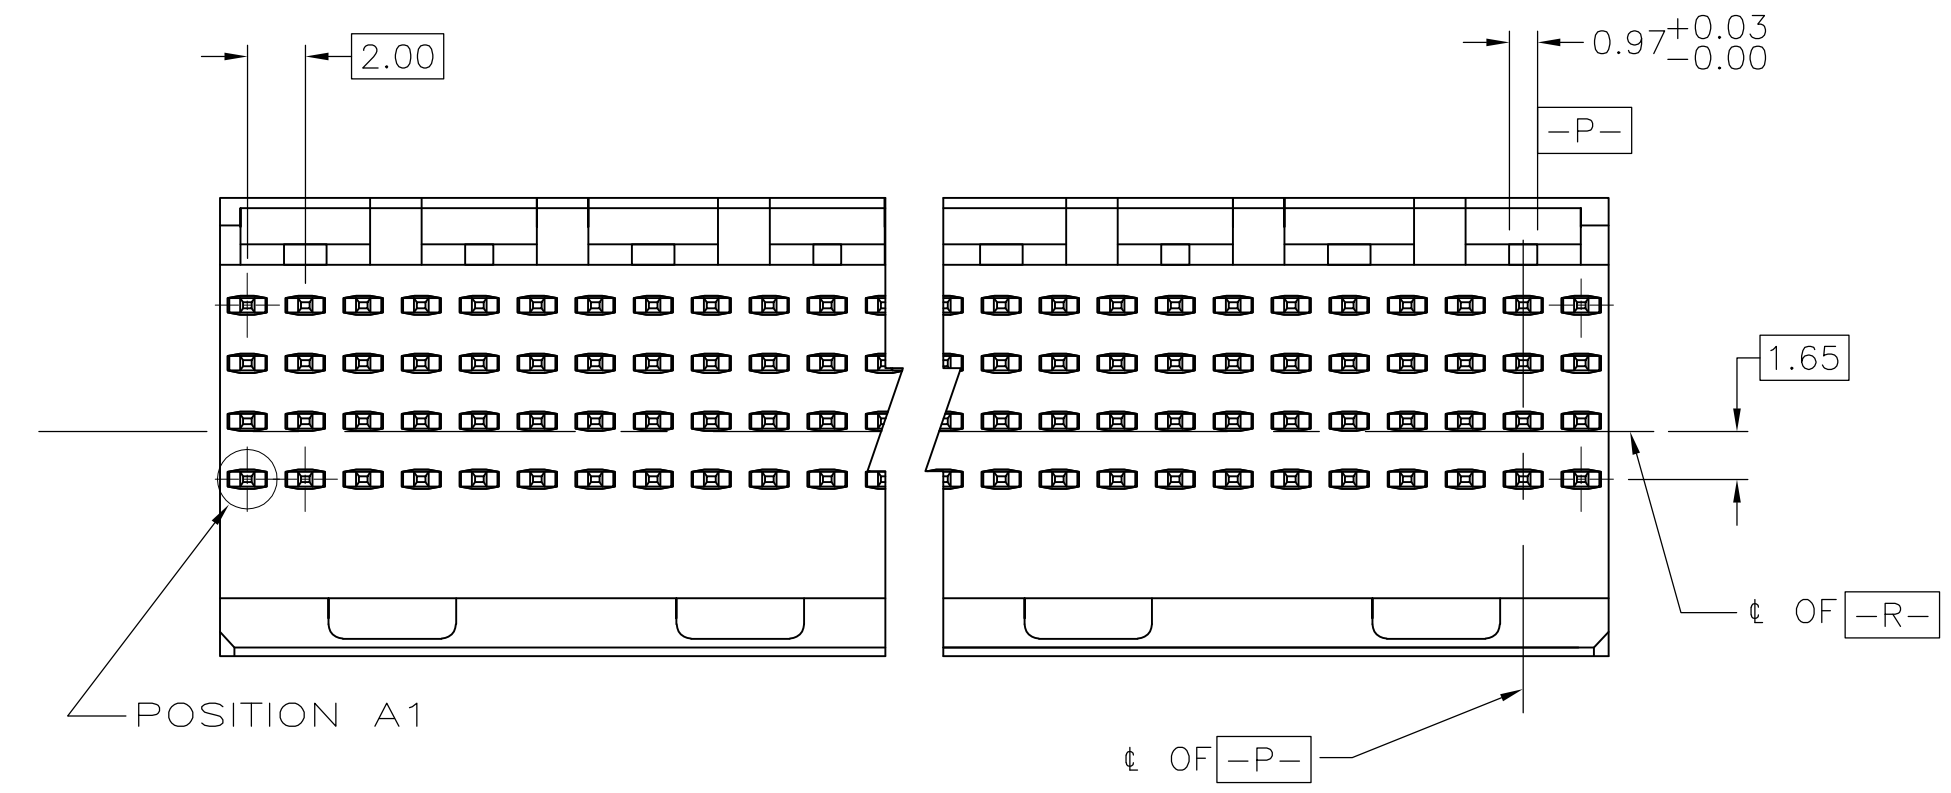 2.00
0.97 +0.03
-0.00
-P-
1.65
℄ OF -R-
POSITION A1
℄ OF -P-